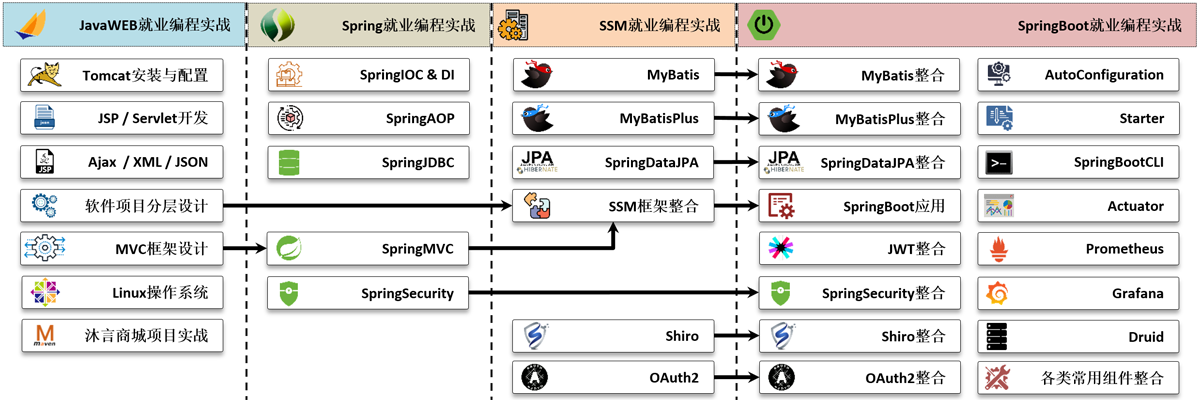 JavaWEB就业编程实战
Tomcat安装与配置
JSP / Servlet开发
JSP
Ajax / XML / JSON
软件项目分层设计
MVC框架设计
Linux操作系统
M
maven
沐言商城项目实战
Spring就业编程实战
SpringIOC & DI
SpringAOP
SpringJDBC
SpringMVC
SpringSecurity
SSM就业编程实战
MyBatis
MyBatisPlus
JPA
HIBERNATE
SpringDataJPA
SSM框架整合
Shiro
OAuth2
SpringBoot就业编程实战
MyBatis整合
MyBatisPlus整合
JPA
HIBERNATE
SpringDataJPA整合
SpringBoot应用
JWT整合
SpringSecurity整合
Shiro整合
OAuth2整合
AutoConfiguration
Starter
SpringBootCLI
Actuator
Prometheus
Grafana
Druid
各类常用组件整合